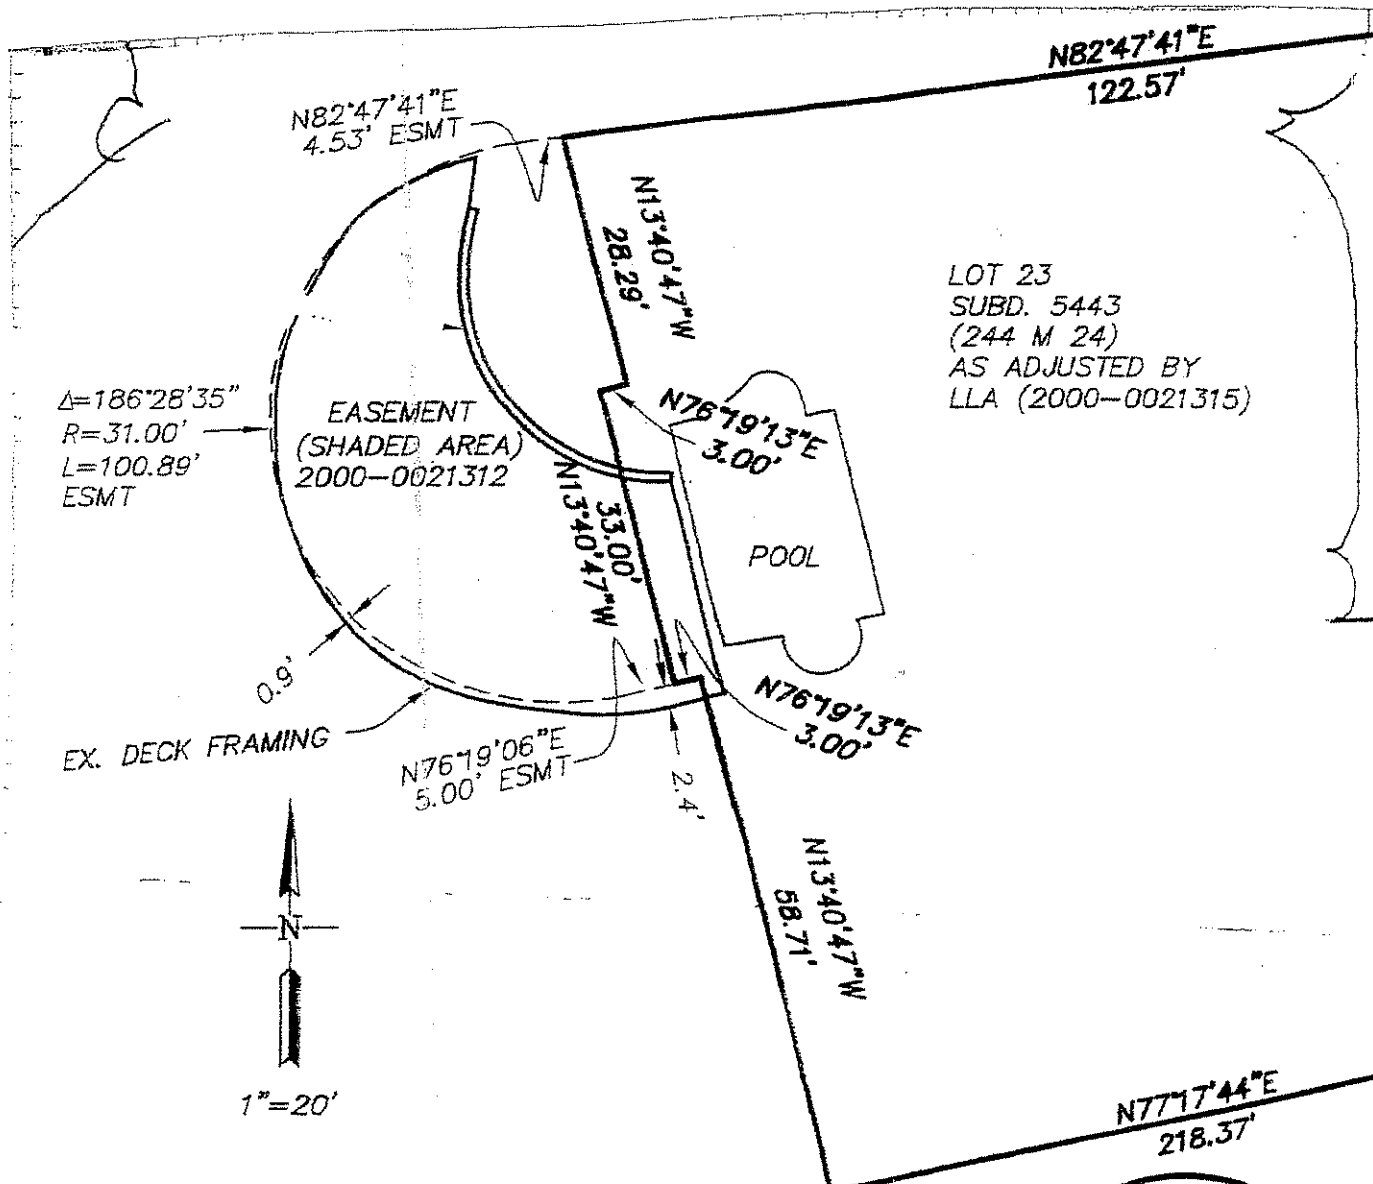 N82°47'41"E
122.57'
N82°47'41"E
4.53' ESMT
N13°40'47"W
28.29'
LOT 23
SUBD. 5443
(244 M 24)
AS ADJUSTED BY
LLA (2000-0021315)
Δ=186°28'35"
R=31.00'
L=100.89'
ESMT
EASEMENT
(SHADED AREA)
2000-0021312
N76°19'13"E
3.00'
33.00'
N13°40'47"W
POOL
0.9'
EX. DECK FRAMING
N76°19'13"E
3.00'
N76°19'06"E
5.00' ESMT
2.4'
N13°40'47"W
58.71'
N
1"=20'
N77°17'44"E
218.37'